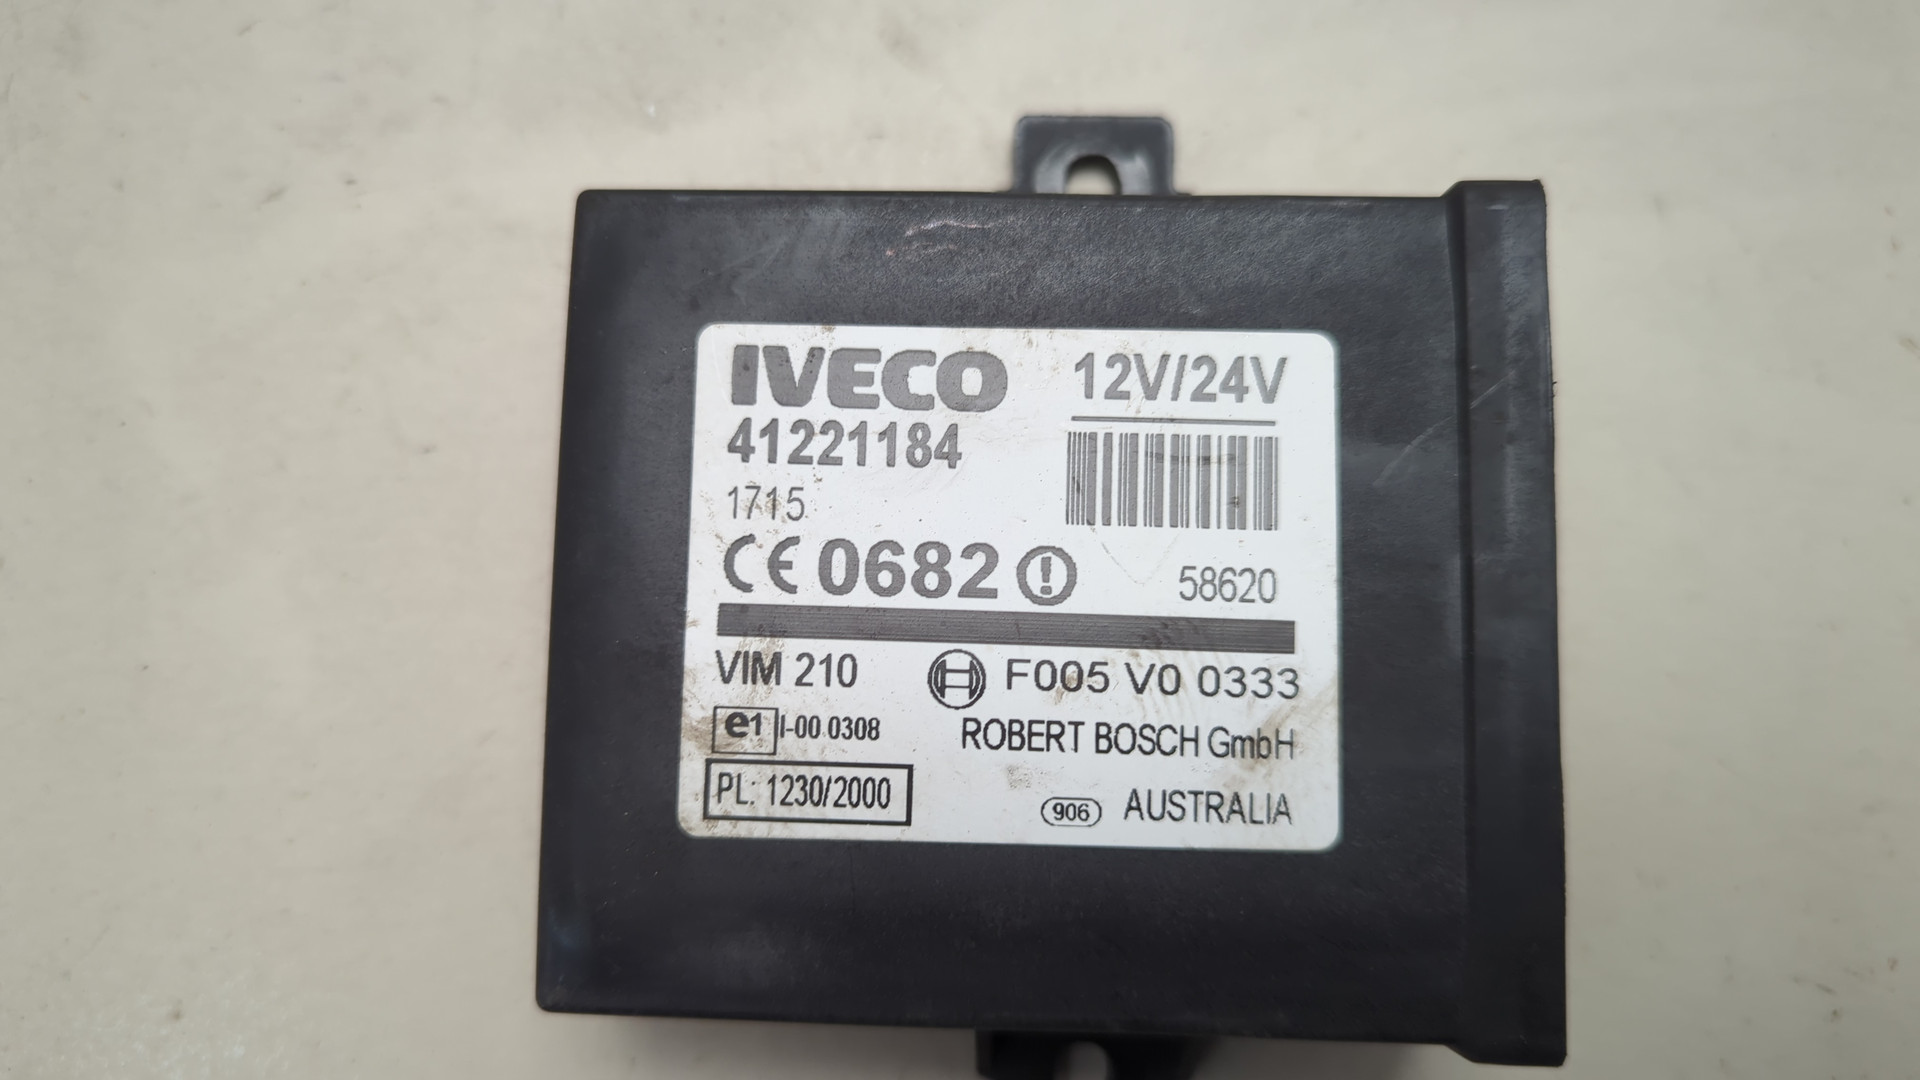 IVECO 12V/24V
41221184
1715
CE 0682
58620
VIM 210 F005 V0 0333
e1 I-00 0308 ROBERT BOSCH GmbH
PL: 1230/2000 906 AUSTRALIA